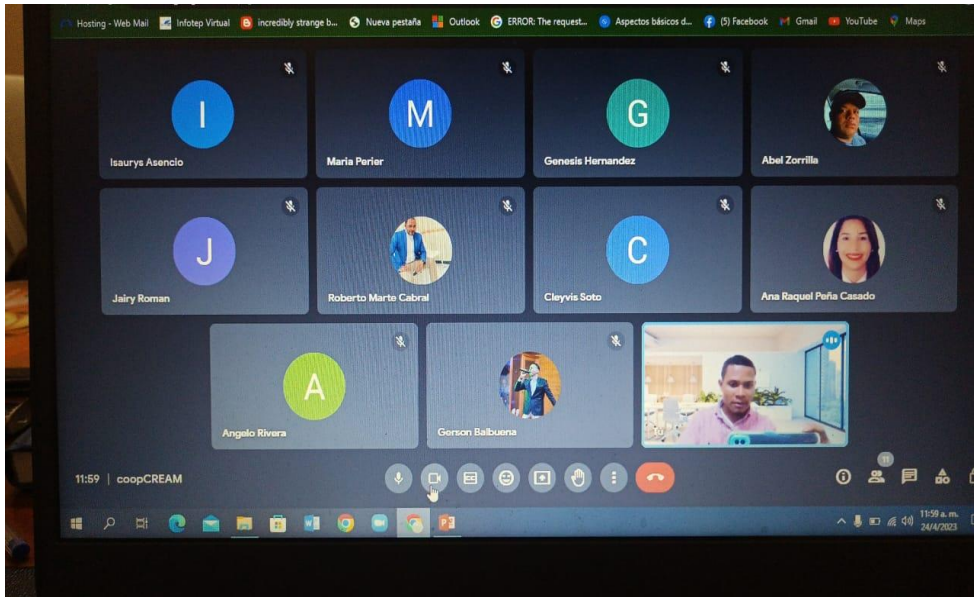 Hosting - Web Mail Infotep Virtual incredibly strange b... Nueva pestaña Outlook ERROR: The request... Aspectos básicos d... (5) Facebook Gmail YouTube Maps
I M G
Isaurys Asencio Maria Perier Genesis Hernandez Abel Zorrilla
J C
Jairy Roman Roberto Marte Cabral Cleyvis Soto Ana Raquel Peña Casado
A
Angelo Rivera Gerson Balbuena Tú
11:59 | coopCREAM 11
11:59 a. m.
24/4/2023